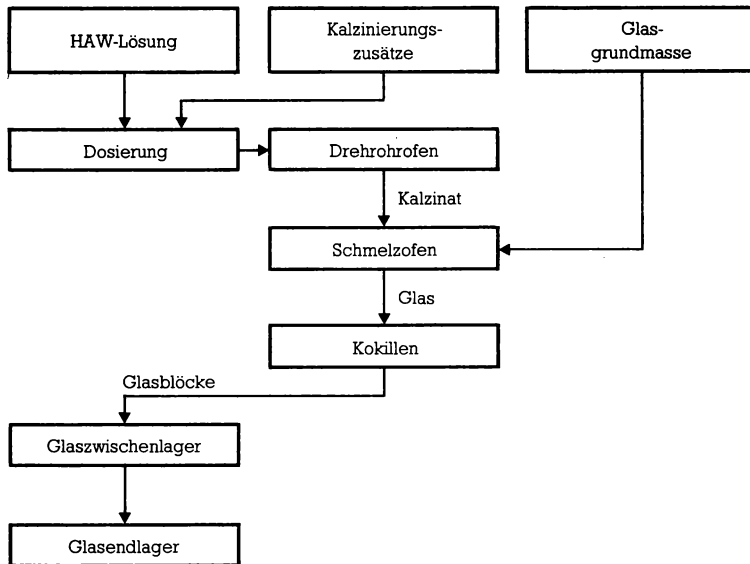 HAW-Lösung
Kalzinierungs-
zusätze
Glas-
grundmasse
Dosierung
Drehrohrofen
Kalzinat
Schmelzofen
Glas
Kokillen
Glasblöcke
Glaszwischenlager
Glasendlager